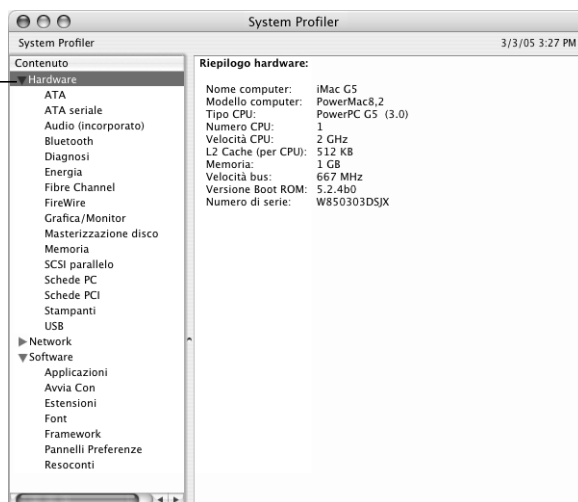 System Profiler
System Profiler 3/3/05 3:27 PM
Contenuto
Hardware
ATA
ATA seriale
Audio (incorporato)
Bluetooth
Diagnosi
Energia
Fibre Channel
FireWire
Grafica/Monitor
Masterizzazione disco
Memoria
SCSI parallelo
Schede PC
Schede PCI
Stampanti
USB
Network
Software
Applicazioni
Avvia Con
Estensioni
Font
Framework
Pannelli Preferenze
Resoconti
Riepilogo hardware:
Nome computer: iMac G5
Modello computer: PowerMac8,2
Tipo CPU: PowerPC G5 (3.0)
Numero CPU: 1
Velocità CPU: 2 GHz
L2 Cache (per CPU): 512 KB
Memoria: 1 GB
Velocità bus: 667 MHz
Versione Boot ROM: 5.2.4b0
Numero di serie: W850303DSJX